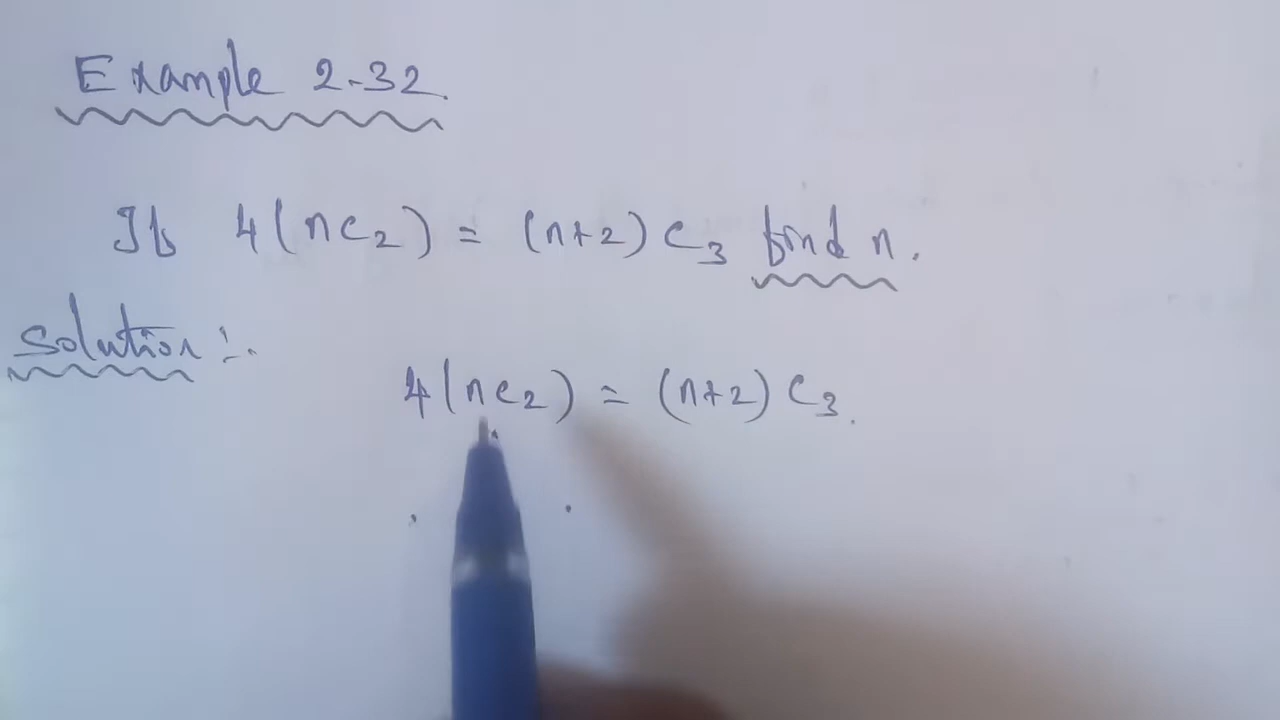 Example 2.32.
If 4(nc₂) = (n+2)c₃ find n.
Solution:-
4(nc₂) = (n+2)c₃.